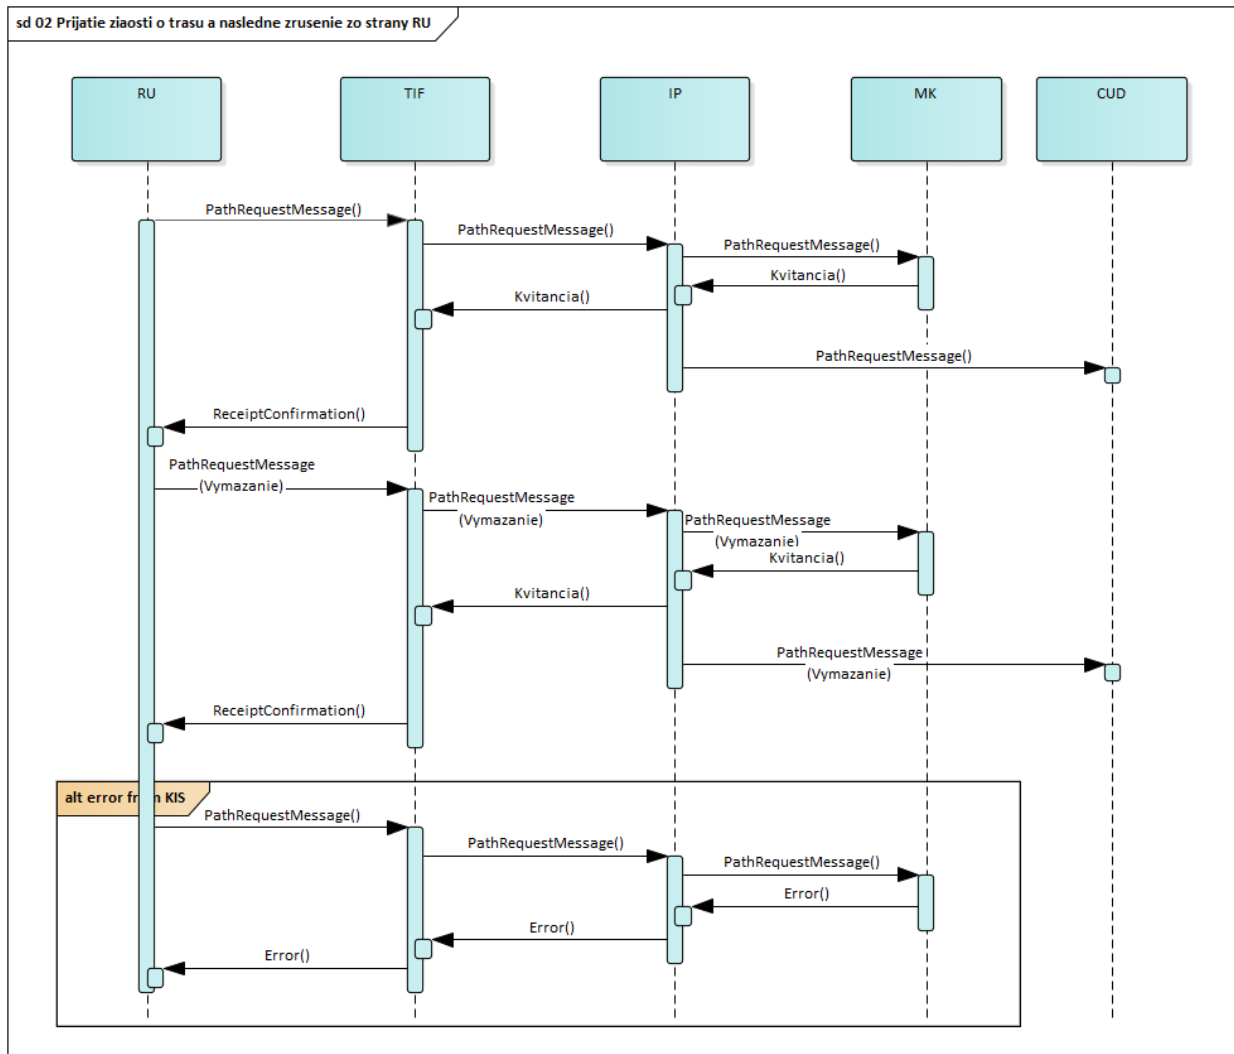 sd 02 Prijatie ziaosti o trasu a nasledne zrusenie zo strany RU
RU
TIF
IP
MK
CUD
PathRequestMessage()
PathRequestMessage()
PathRequestMessage()
Kvitancia()
Kvitancia()
PathRequestMessage()
ReceiptConfirmation()
PathRequestMessage
(Vymazanie)
PathRequestMessage
(Vymazanie)
PathRequestMessage
(Vymazanie)
Kvitancia()
Kvitancia()
PathRequestMessage
(Vymazanie)
ReceiptConfirmation()
alt error from KIS
PathRequestMessage()
PathRequestMessage()
PathRequestMessage()
Error()
Error()
Error()